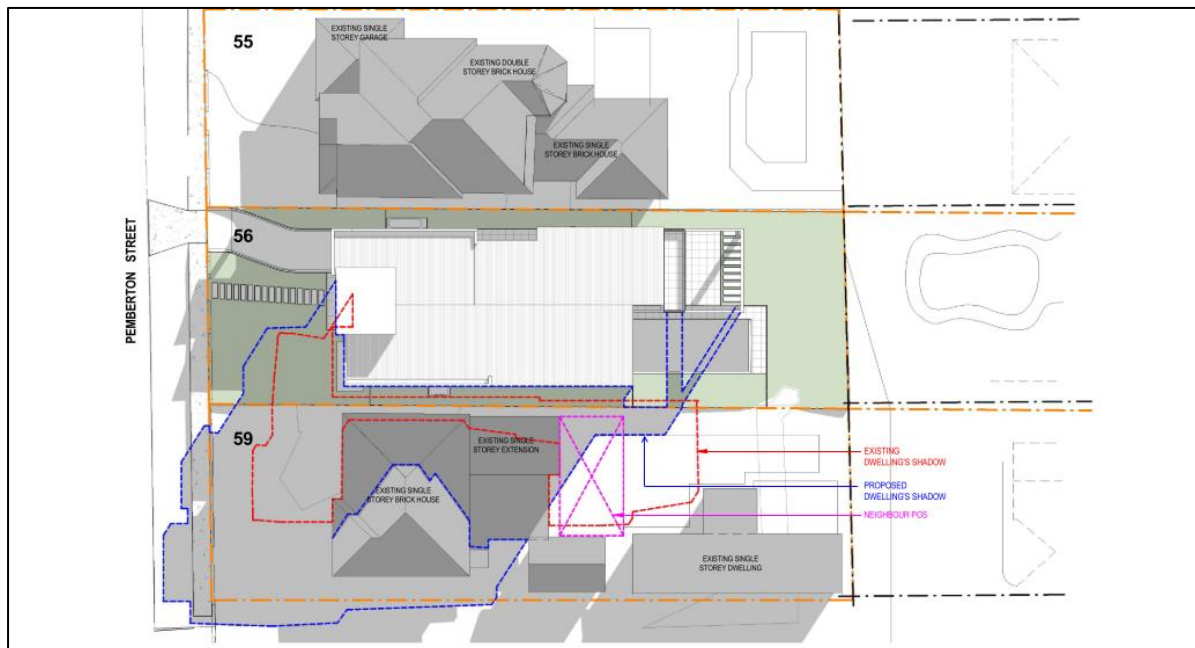 55
EXISTING SINGLE
STOREY GARAGE
EXISTING DOUBLE
STOREY BRICK HOUSE
EXISTING SINGLE
STOREY BRICK HOUSE
PEMBERTON STREET
56
59
EXISTING SINGLE
STOREY EXTENSION
EXISTING SINGLE
STOREY BRICK HOUSE
EXISTING
DWELLING'S SHADOW
PROPOSED
DWELLING'S SHADOW
NEIGHBOUR POS
EXISTING SINGLE
STOREY DWELLING